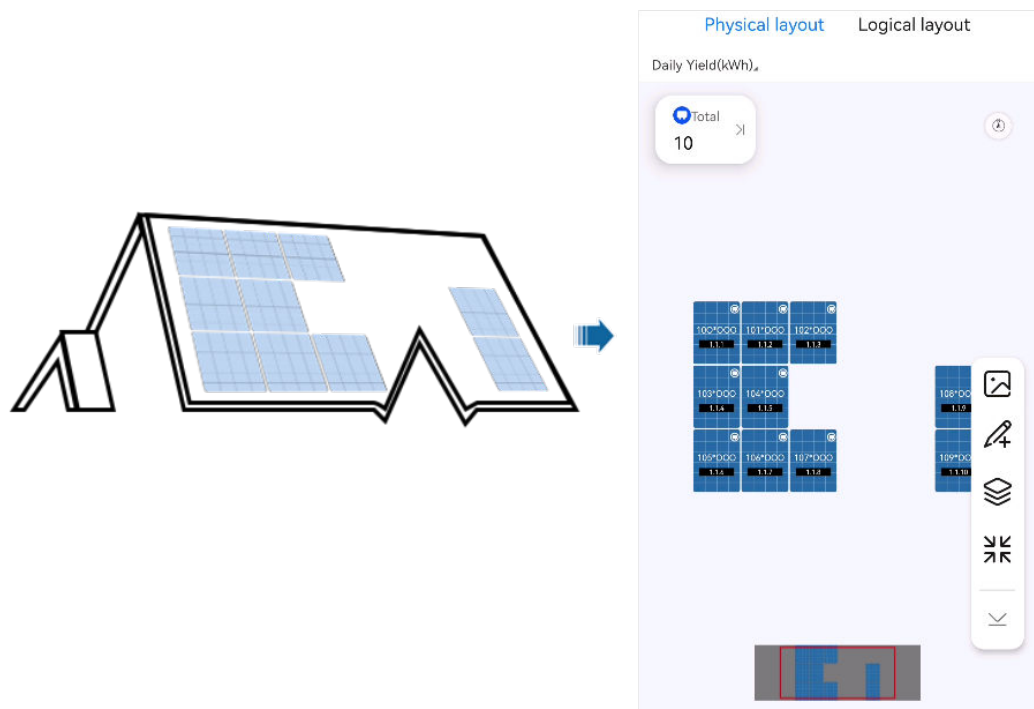 Physical layout Logical layout
Daily Yield(kWh)
Total
10
100*DOO 101*DOO 102*DOO
1.1.1 1.1.2 1.1.3
103*DOO 104*DOO
1.1.4 1.1.5
108*DO
1.1.9
105*DOO 106*DOO 107*DOO
1.1.6 1.1.7 1.1.8
109*DO
1.1.10